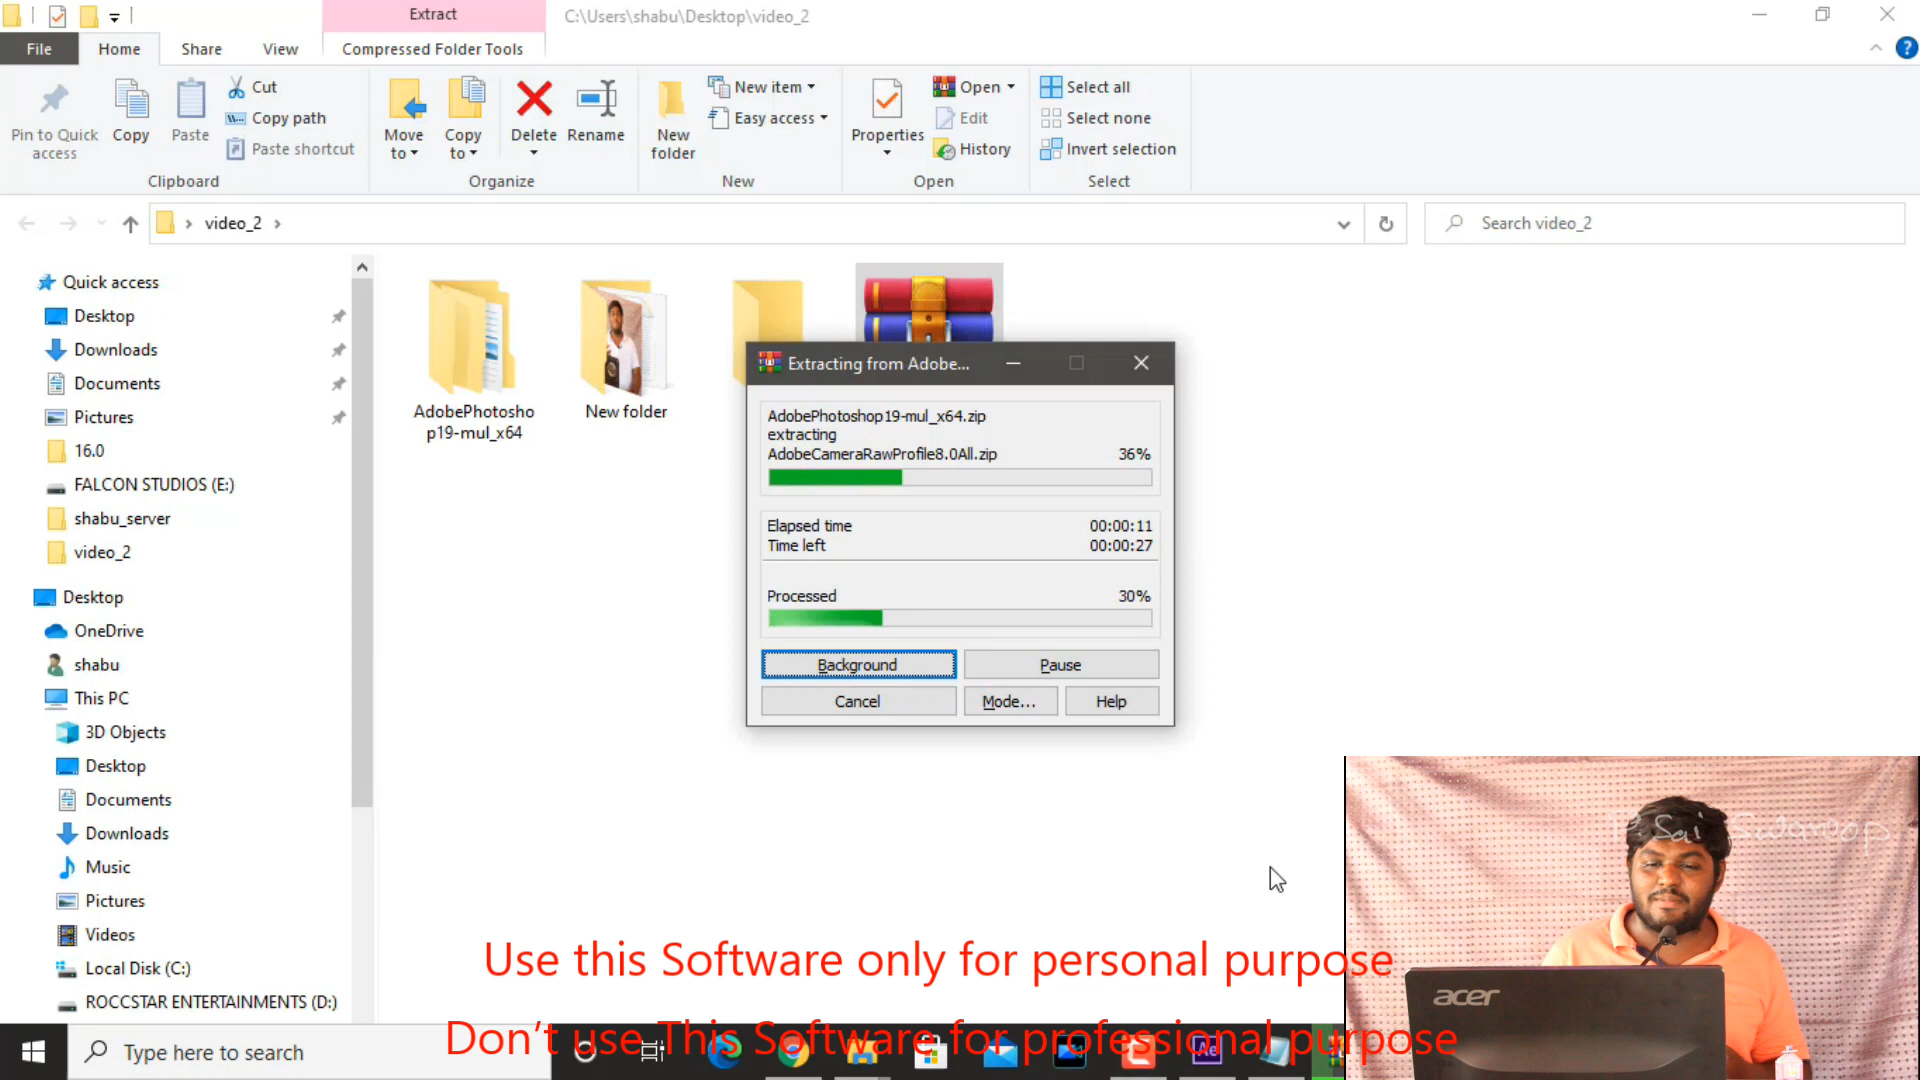 Extract
C:\Users\shabu\Desktop\video_2
File
Home
Share
View
Compressed Folder Tools
Pin to Quick
access
Copy
Paste
Cut
Copy path
Paste shortcut
Clipboard
Move
to
Copy
to
Delete
Rename
Organize
New
folder
New item
Easy access
New
Properties
Open
Edit
History
Open
Select all
Select none
Invert selection
Select
video_2
Search video_2
Quick access
Desktop
Downloads
Documents
Pictures
16.0
FALCON STUDIOS (E:)
shabu_server
video_2
Desktop
OneDrive
shabu
This PC
3D Objects
Desktop
Documents
Downloads
Music
Pictures
Videos
Local Disk (C:)
ROCCSTAR ENTERTAINMENTS (D:)
AdobePhotosho
p19-mul_x64
New folder
Extracting from Adobe...
AdobePhotoshop19-mul_x64.zip
extracting
AdobeCameraRawProfile8.0All.zip 36%
Elapsed time 00:00:11
Time left 00:00:27
Processed 30%
Background
Pause
Cancel
Mode...
Help
P. Sai Swaroop
acer
Use this Software only for personal purpose
Don't use This Software for professional purpose
Type here to search
Ae